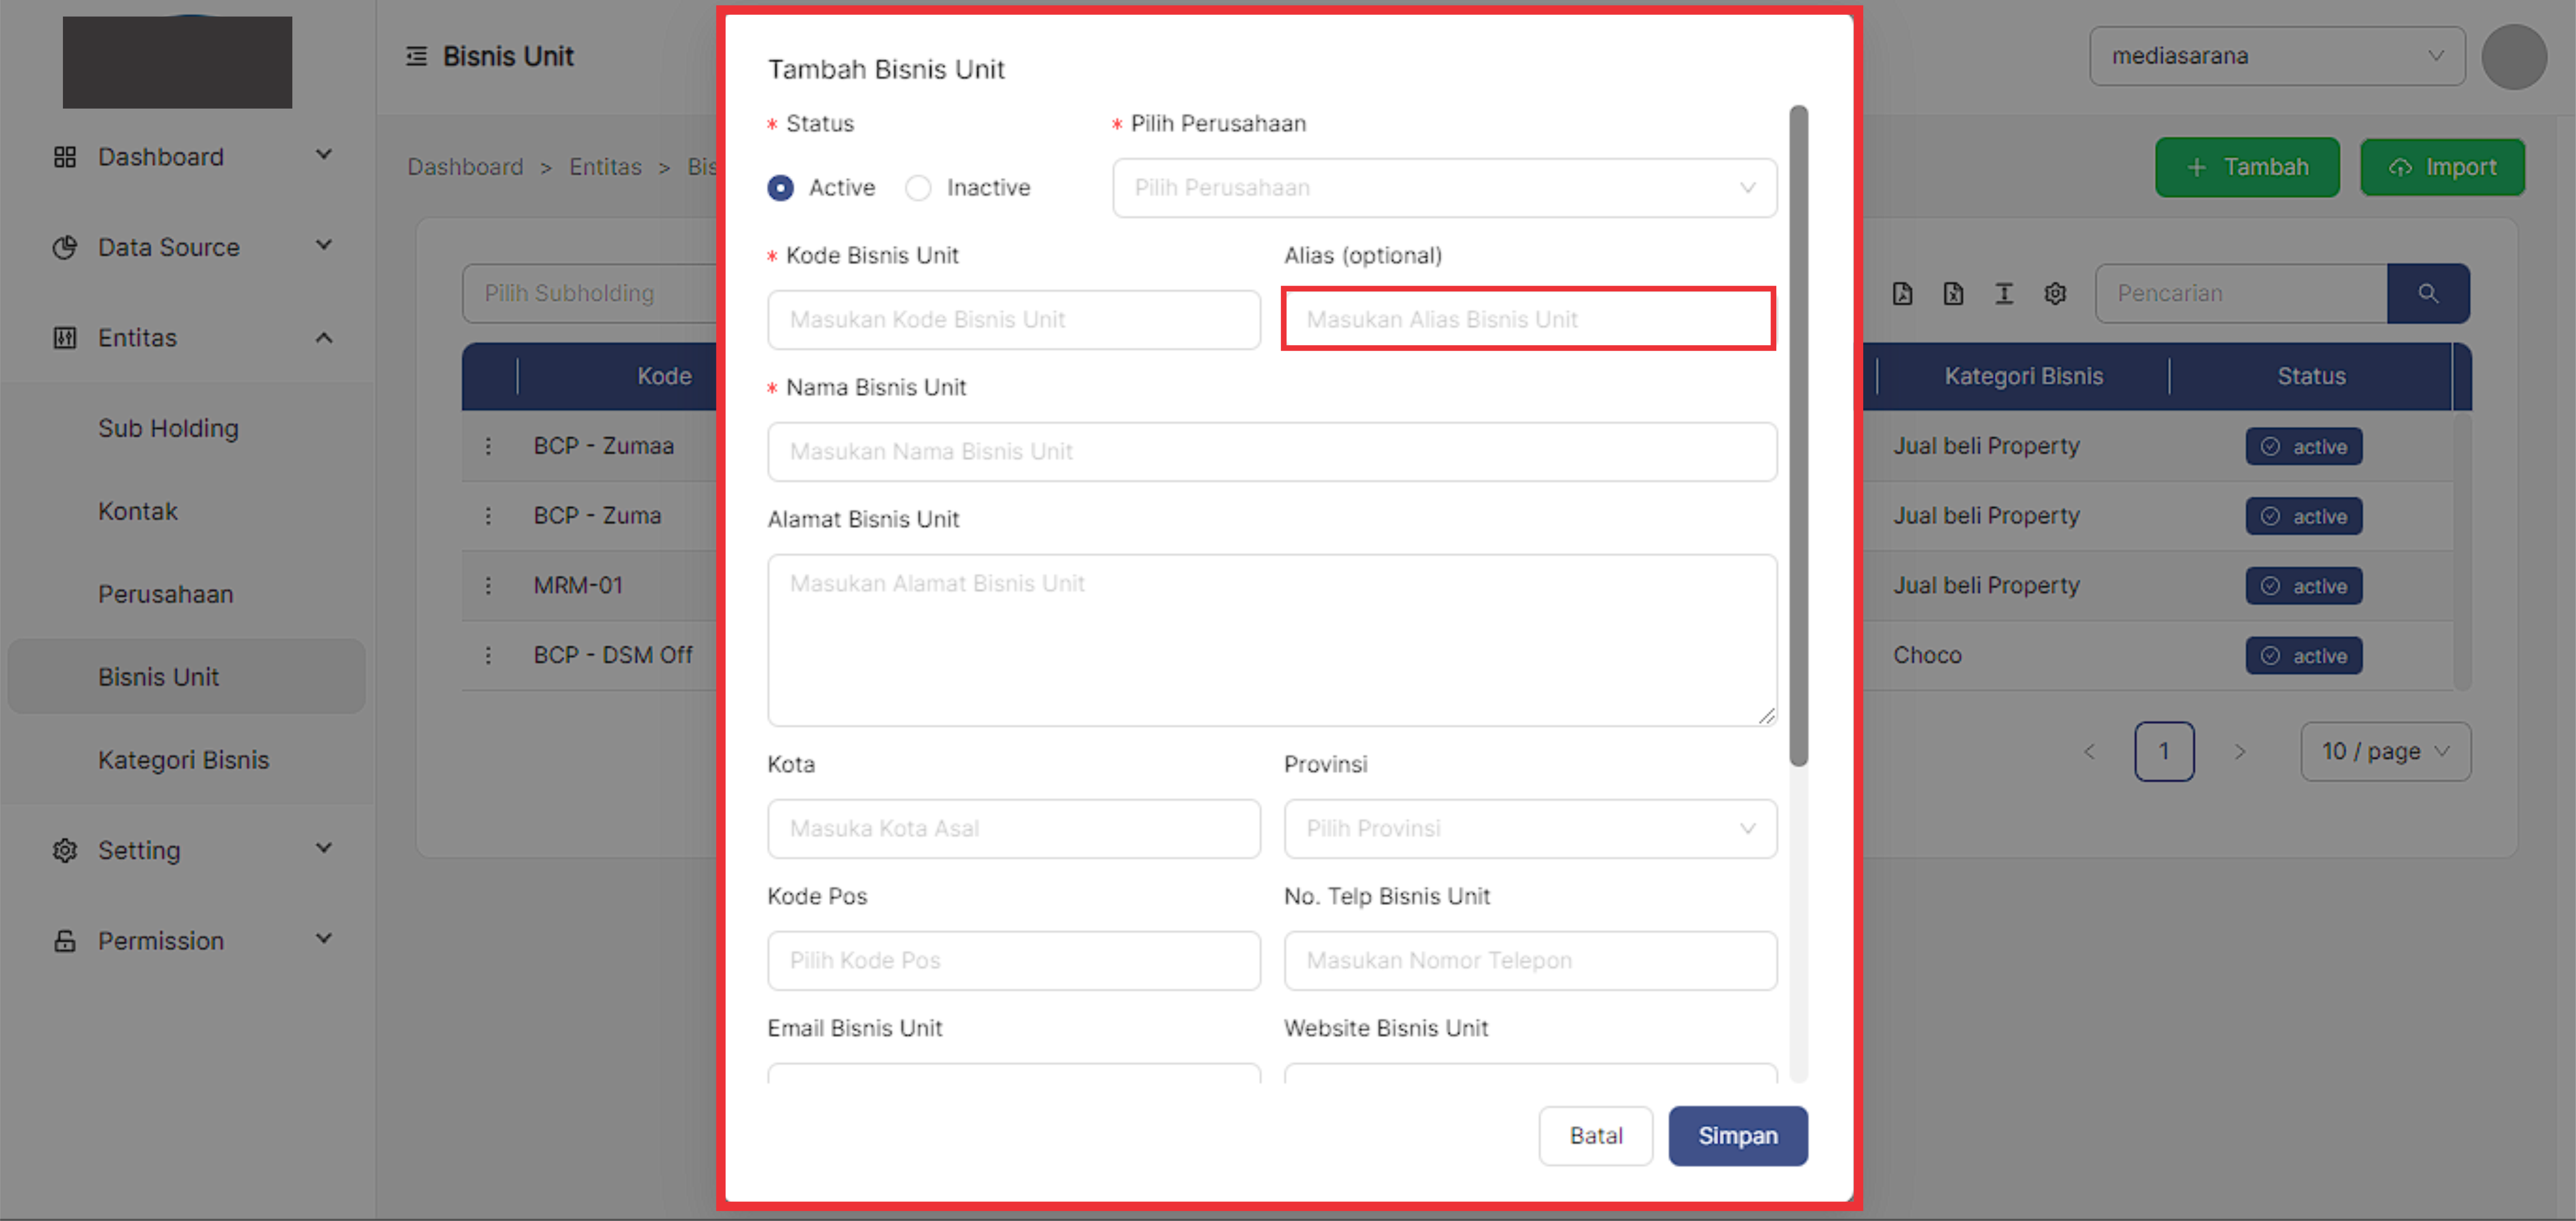 Bisnis Unit
mediasarana
Dashboard
Data Source
Entitas
Sub Holding
Kontak
Perusahaan
Bisnis Unit
Kategori Bisnis
Setting
Permission
Dashboard > Entitas > Bis
+ Tambah
Import
Pilih Subholding
Pencarian
Kode
Kategori Bisnis
Status
BCP - Zumaa
Jual beli Property
active
BCP - Zuma
Jual beli Property
active
MRM-01
Jual beli Property
active
BCP - DSM Off
Choco
active
< 1 >
10 / page
Tambah Bisnis Unit
* Status
* Pilih Perusahaan
Active
Inactive
Pilih Perusahaan
* Kode Bisnis Unit
Alias (optional)
Masukan Kode Bisnis Unit
Masukan Alias Bisnis Unit
* Nama Bisnis Unit
Masukan Nama Bisnis Unit
Alamat Bisnis Unit
Masukan Alamat Bisnis Unit
Kota
Provinsi
Masuka Kota Asal
Pilih Provinsi
Kode Pos
No. Telp Bisnis Unit
Pilih Kode Pos
Masukan Nomor Telepon
Email Bisnis Unit
Website Bisnis Unit
Batal
Simpan